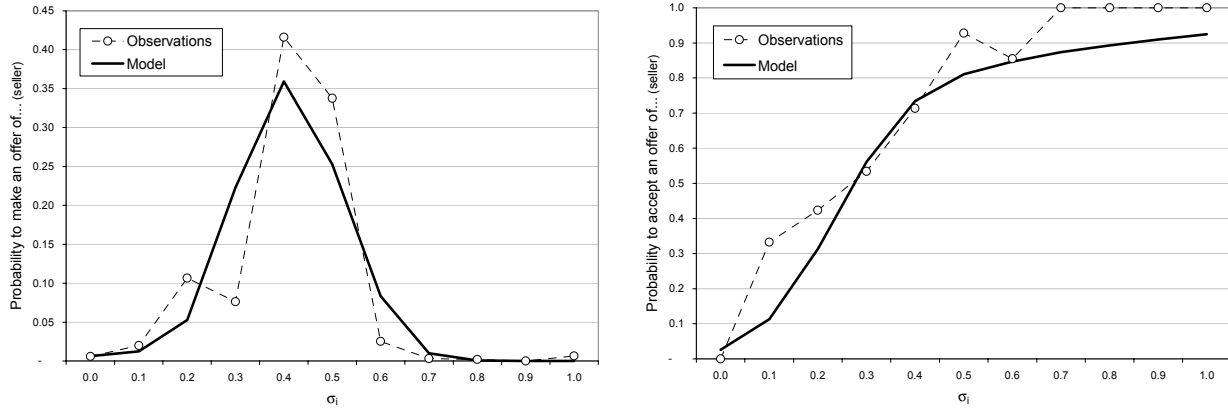 Probability to make an offer of... (seller)
0.45
0.40
0.35
0.30
0.25
0.20
0.15
0.10
0.05
-
Observations
Model
0.0 0.1 0.2 0.3 0.4 0.5 0.6 0.7 0.8 0.9 1.0
σi
Probability to accept an offer of... (seller)
1.0
0.9
0.8
0.7
0.6
0.5
0.4
0.3
0.2
0.1
-
Observations
Model
0.0 0.1 0.2 0.3 0.4 0.5 0.6 0.7 0.8 0.9 1.0
σi